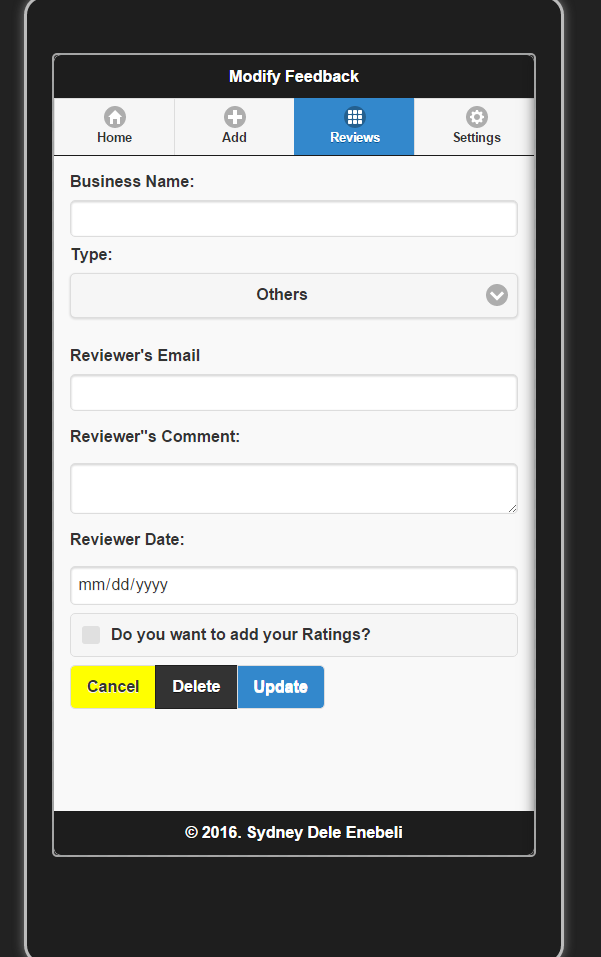 Modify Feedback
Home Add Reviews Settings
Business Name:
Type:
Others
Reviewer's Email
Reviewer"s Comment:
Reviewer Date:
mm/dd/yyyy
Do you want to add your Ratings?
Cancel Delete Update
© 2016. Sydney Dele Enebeli